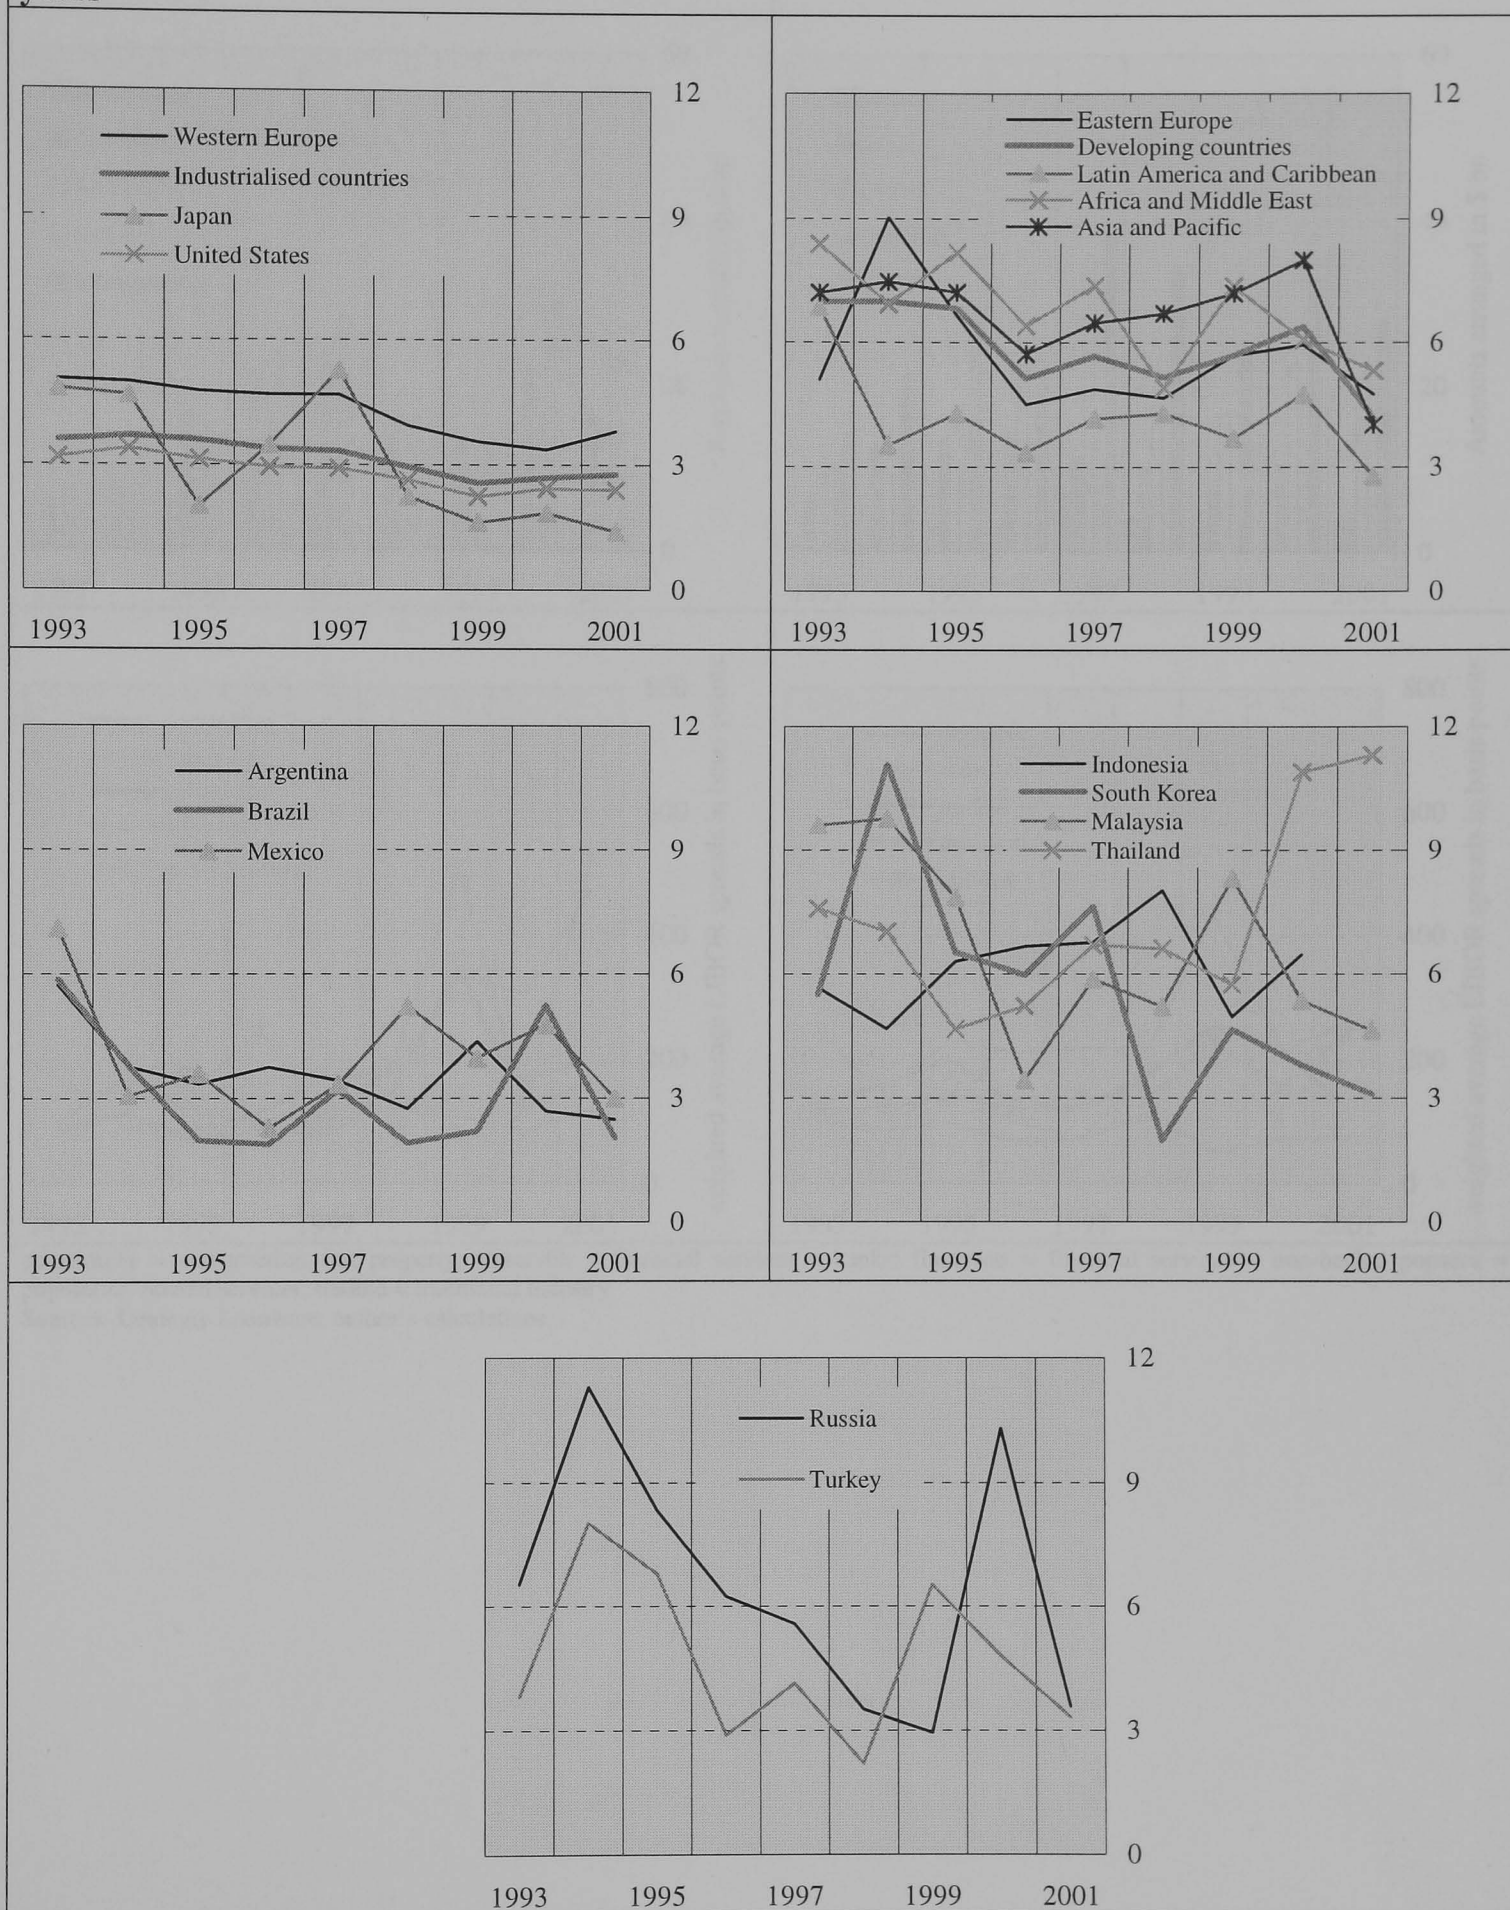 12
Western Europe
Industrialised countries
Japan
United States
9
6
3
0
1993 1995 1997 1999 2001
12
Eastern Europe
Developing countries
Latin America and Caribbean
Africa and Middle East
Asia and Pacific
9
6
3
0
1993 1995 1997 1999 2001
12
Argentina
Brazil
Mexico
9
6
3
0
1993 1995 1997 1999 2001
12
Indonesia
South Korea
Malaysia
Thailand
9
6
3
0
1993 1995 1997 1999 2001
12
Russia
Turkey
9
6
3
0
1993 1995 1997 1999 2001